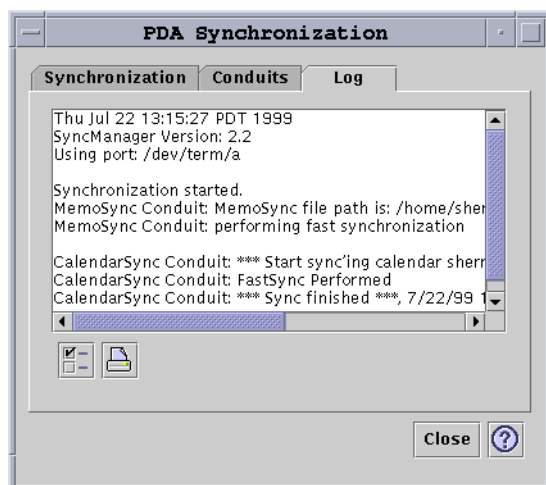 PDA Synchronization
Synchronization Conduits Log
Thu Jul 22 13:15:27 PDT 1999
SyncManager Version: 2.2
Using port: /dev/term/a
Synchronization started.
MemoSync Conduit: MemoSync file path is: /home/sher
MemoSync Conduit: performing fast synchronization
CalendarSync Conduit: *** Start sync'ing calendar sherr
CalendarSync Conduit: FastSync Performed
CalendarSync Conduit: *** Sync finished ***, 7/22/99 1
Close ?